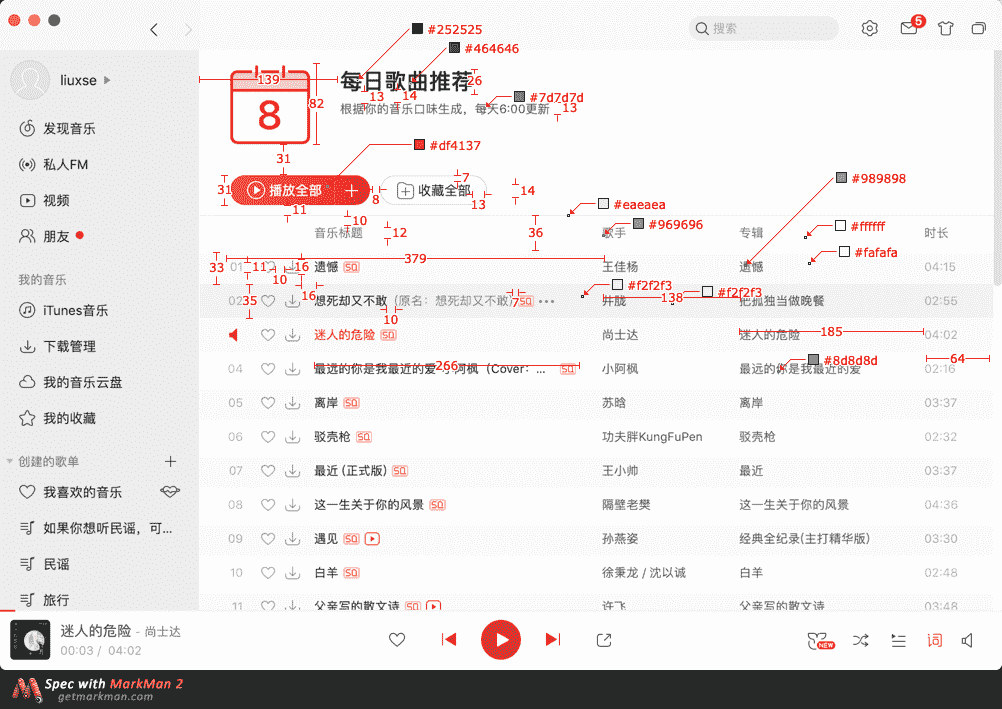 搜索
5
liuxse
发现音乐
私人FM
视频
朋友
我的音乐
iTunes音乐
下载管理
我的音乐云盘
我的收藏
创建的歌单
我喜欢的音乐
如果你想听民谣，可...
民谣
旅行
#252525
#464646
139
8
82
每日歌曲推荐
26
13
14
#7d7d7d
根据你的音乐口味生成，每天6:00更新
13
31
#df4137
31
播放全部
8
收藏全部
7
13
14
#989898
11
10
#eaeaea
#969696
#ffffff
#fafafa
音乐标题
12
36
歌手
专辑
时长
379
33
01
11
10
16
遗憾 SQ
王佳杨
遗憾
04:15
16
#f2f2f3
#f2f2f3
138
35
02
想死却又不敢（原名：想死却又不敢） SQ
7
井胧
把孤独当做晚餐
02:55
10
迷人的危险 SQ
尚士达
迷人的危险
185
04:02
#8d8d8d
64
266
04
最远的你是我最近的爱 小阿枫（Cover：... SQ
小阿枫
最远的你是我最近的爱
02:16
05 离岸 SQ 苏晗 离岸 03:37
06 驳壳枪 SQ 功夫胖KungFuPen 驳壳枪 02:32
07 最近 (正式版) SQ 王小帅 最近 03:37
08 这一生关于你的风景 SQ 隔壁老樊 这一生关于你的风景 04:36
09 遇见 SQ 孙燕姿 经典全纪录(主打精华版) 03:30
10 白羊 SQ 徐秉龙 / 沈以诚 白羊 02:48
11 父亲写的散文诗 SQ 许飞 父亲写的散文诗 03:48
迷人的危险 - 尚士达
00:03 / 04:02
NEW
词
Spec with MarkMan 2
getmarkman.com